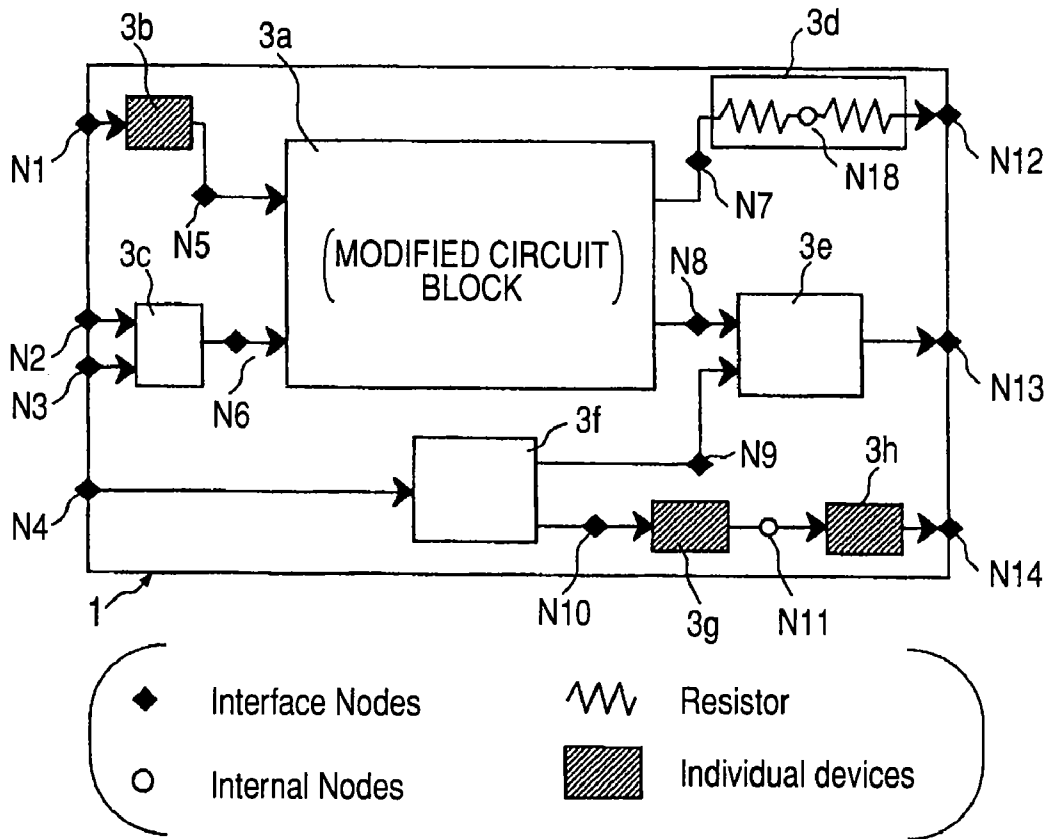 3b
3a
3d
N1
N5
N18
N7
N12
3c
(MODIFIED CIRCUIT
BLOCK)
N8
3e
N2
N3
N6
N13
3f
N9
3h
N4
N10
3g
N11
N14
1
Interface Nodes
Resistor
Internal Nodes
Individual devices